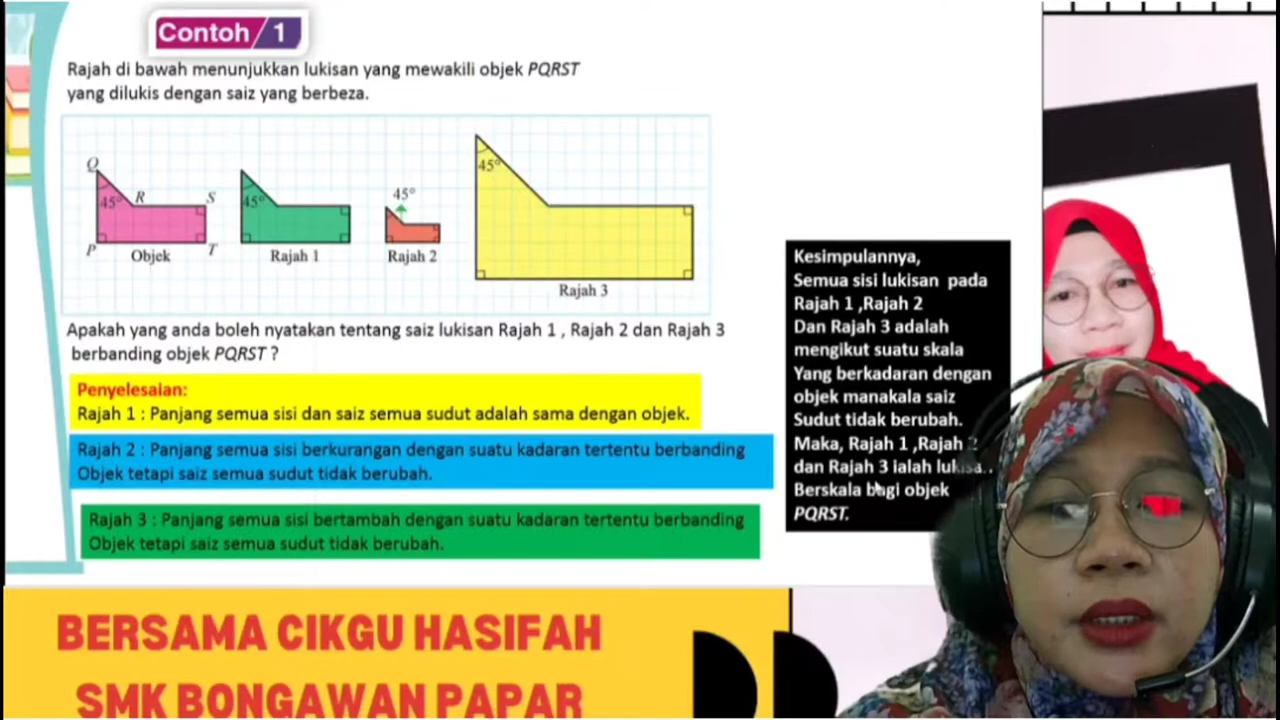 Contoh 1
Rajah di bawah menunjukkan lukisan yang mewakili objek PQRST
yang dilukis dengan saiz yang berbeza.
Q
45°
R
S
P
Objek
T
45°
Rajah 1
45°
Rajah 2
45°
Rajah 3
Apakah yang anda boleh nyatakan tentang saiz lukisan Rajah 1 , Rajah 2 dan Rajah 3
berbanding objek PQRST ?
Penyelesaian:
Rajah 1 : Panjang semua sisi dan saiz semua sudut adalah sama dengan objek.
Rajah 2 : Panjang semua sisi berkurangan dengan suatu kadaran tertentu berbanding
Objek tetapi saiz semua sudut tidak berubah.
Rajah 3 : Panjang semua sisi bertambah dengan suatu kadaran tertentu berbanding
Objek tetapi saiz semua sudut tidak berubah.
Kesimpulannya,
Semua sisi lukisan pada
Rajah 1 ,Rajah 2
Dan Rajah 3 adalah
mengikut suatu skala
Yang berkadaran dengan
objek manakala saiz
Sudut tidak berubah.
Maka, Rajah 1 ,Rajah 2
dan Rajah 3 ialah
Berskala bagi objek
PQRST.
BERSAMA CIKGU HASIFAH
SMK BONGAWAN PAPAR